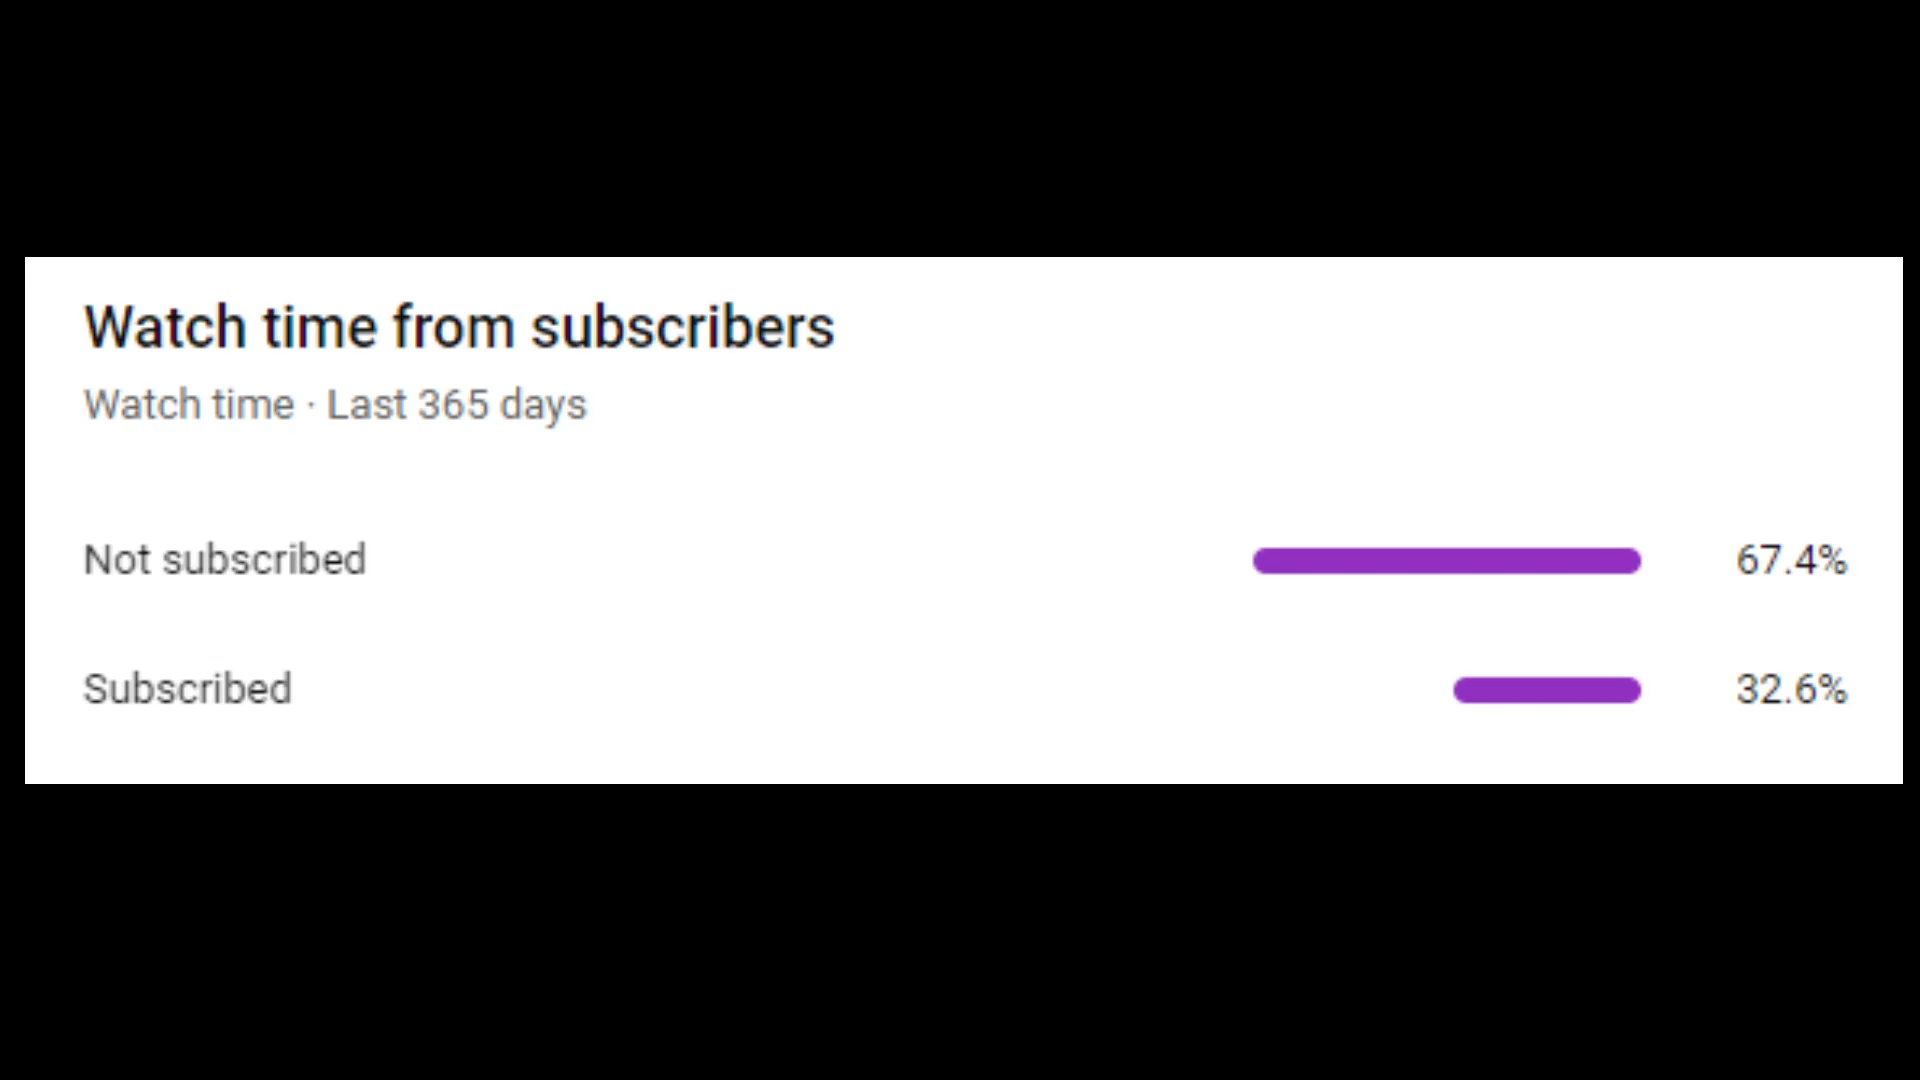 Watch time from subscribers
Watch time · Last 365 days
Not subscribed 67.4%
Subscribed 32.6%